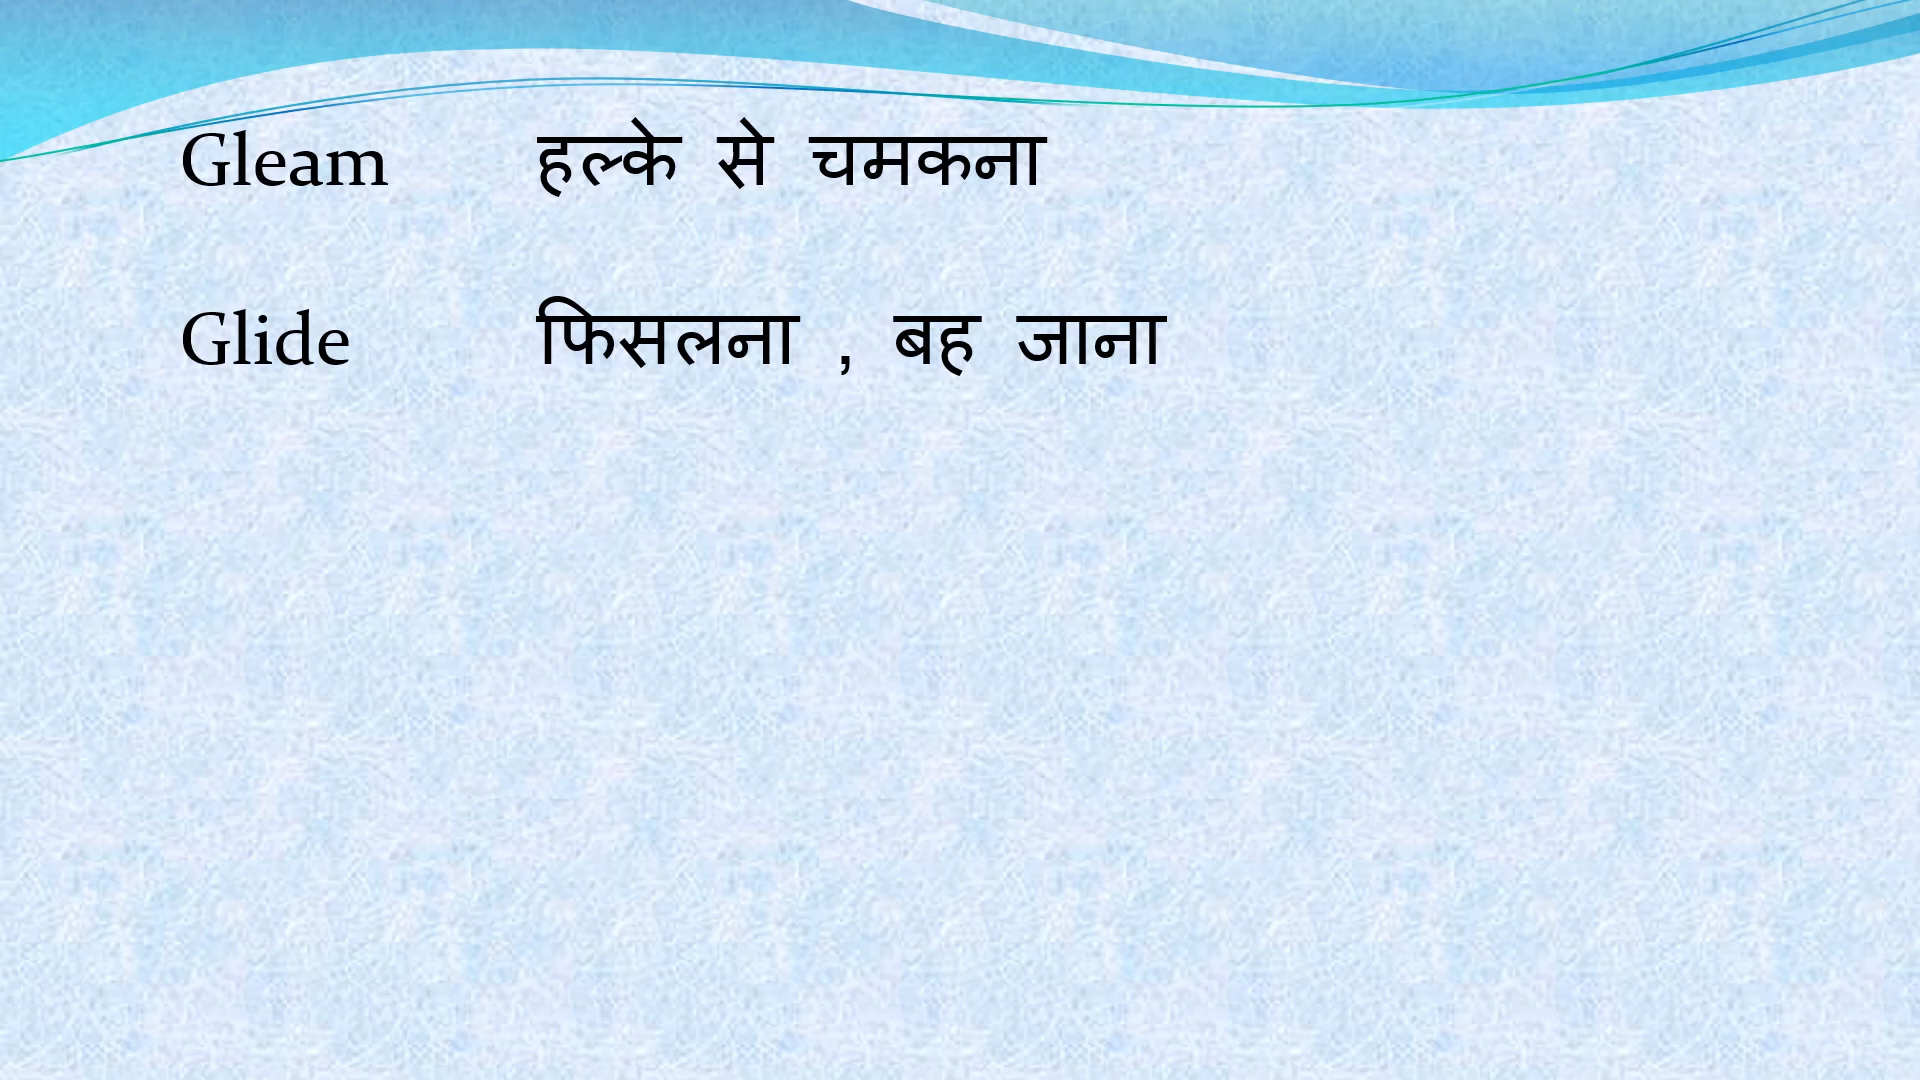 Gleam हल्के से चमकना
Glide फिसलना , बह जाना